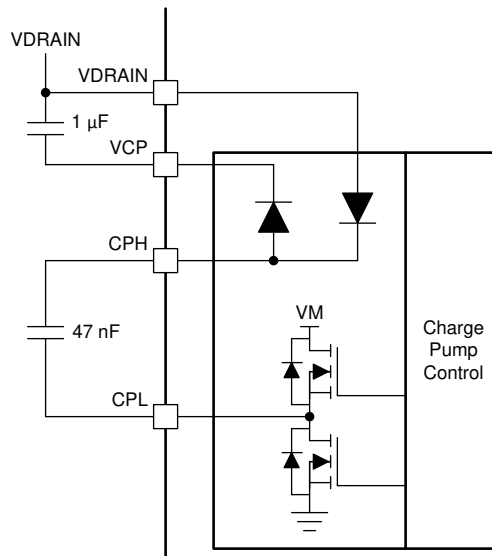 VDRAIN
VDRAIN
1 µF
VCP
CPH
47 nF
VM
Charge
Pump
Control
CPL